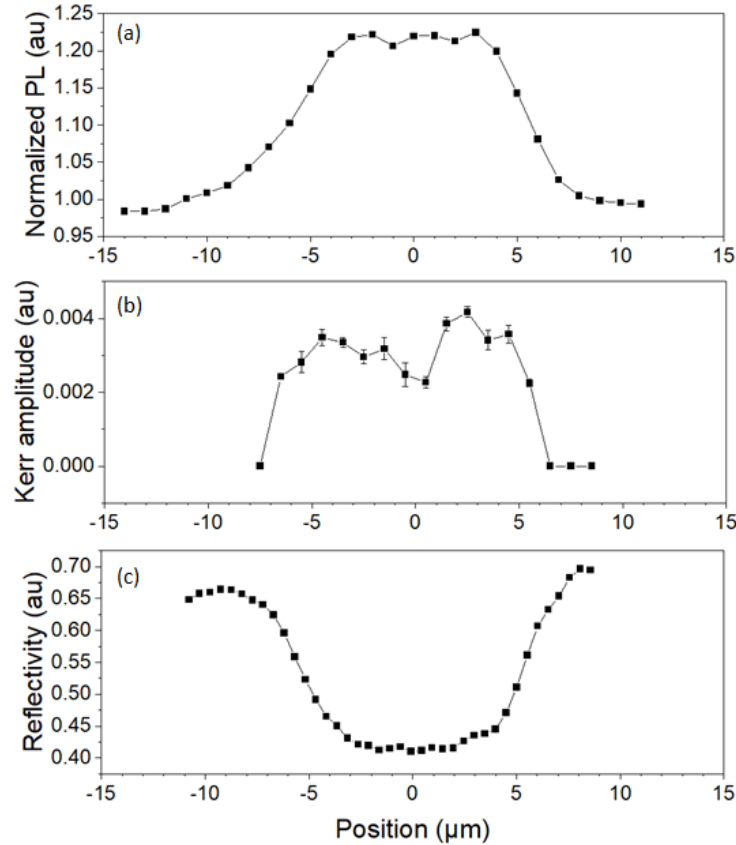 (a)
Normalized PL (au)
1.25
1.20
1.15
1.10
1.05
1.00
0.95
-15 -10 -5 0 5 10 15
(b)
Kerr amplitude (au)
0.004
0.002
0.000
-15 -10 -5 0 5 10 15
(c)
Reflectivity (au)
0.70
0.65
0.60
0.55
0.50
0.45
0.40
-15 -10 -5 0 5 10 15
Position (µm)